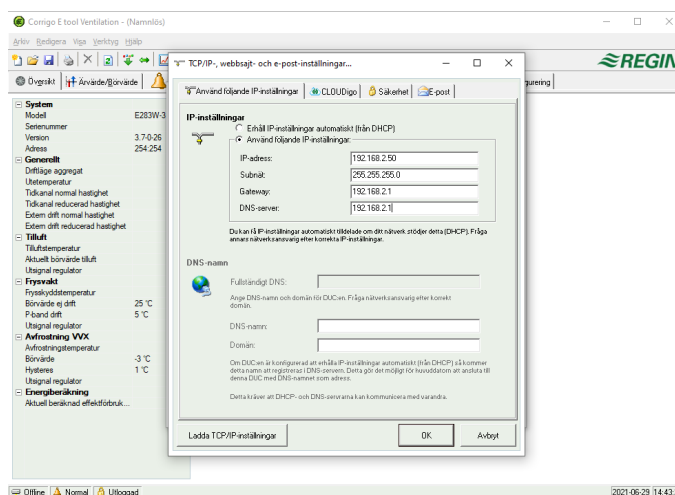 Corrigo E tool Ventilation - (Namnlös)
Arkiv Redigera Visa Verktyg Hjälp
REGIN
Översikt Ärvärde/Börvärde
System
Modell E283W-3
Serienummer
Version 3.7-0-26
Adress 254:254
Generellt
Driftläge aggregat
Utetemperatur
Tidkanal normal hastighet
Tidkanal reducerad hastighet
Extern drift normal hastighet
Extern drift reducerad hastighet
Tilluft
Tilluftstemperatur
Aktuellt börvärde tilluft
Utsignal regulator
Frysvakt
Frysskyddstemperatur
Börvärde ej drift 25 °C
P-band drift 5 °C
Utsignal regulator
Avfrostning VVX
Avfrostningstemperatur
Börvärde -3 °C
Hysteres 1 °C
Utsignal regulator
Energiberäkning
Aktuell beräknad effektförbruk...
TCP/IP-, webbsajt- och e-post-inställningar...
Använd följande IP-inställningar CLOUDigo Säkerhet E-post
IP-inställningar
Erhåll IP-inställningar automatiskt (från DHCP)
Använd följande IP-inställningar:
IP-adress: 192.168.2.50
Subnät: 255.255.255.0
Gateway: 192.168.2.1
DNS-server: 192.168.2.1
Du kan få IP-inställningar automatiskt tilldelade om ditt nätverk stödjer detta (DHCP). Fråga
annars nätverksansvarig efter korrekta IP-inställningar.
DNS-namn
Fullständigt DNS:
Ange DNS-namn och domän för DUC:en. Fråga nätverksansvarig efter korrekt
domän.
DNS-namn:
Domän:
Om DUC:en är konfigurerad att erhålla IP-inställningar automatiskt (från DHCP) så kommer
detta namn att registreras i DNS-servern. Detta gör det möjligt för huvuddatorn att ansluta till
denna DUC med DNS-namnet som adress.
Detta kräver att DHCP- och DNS-servrarna kan kommunicera med varandra.
Ladda TCP/IP-inställningar OK Avbryt
gurering
Offline Normal Utloggad 2021-06-29 14:43: